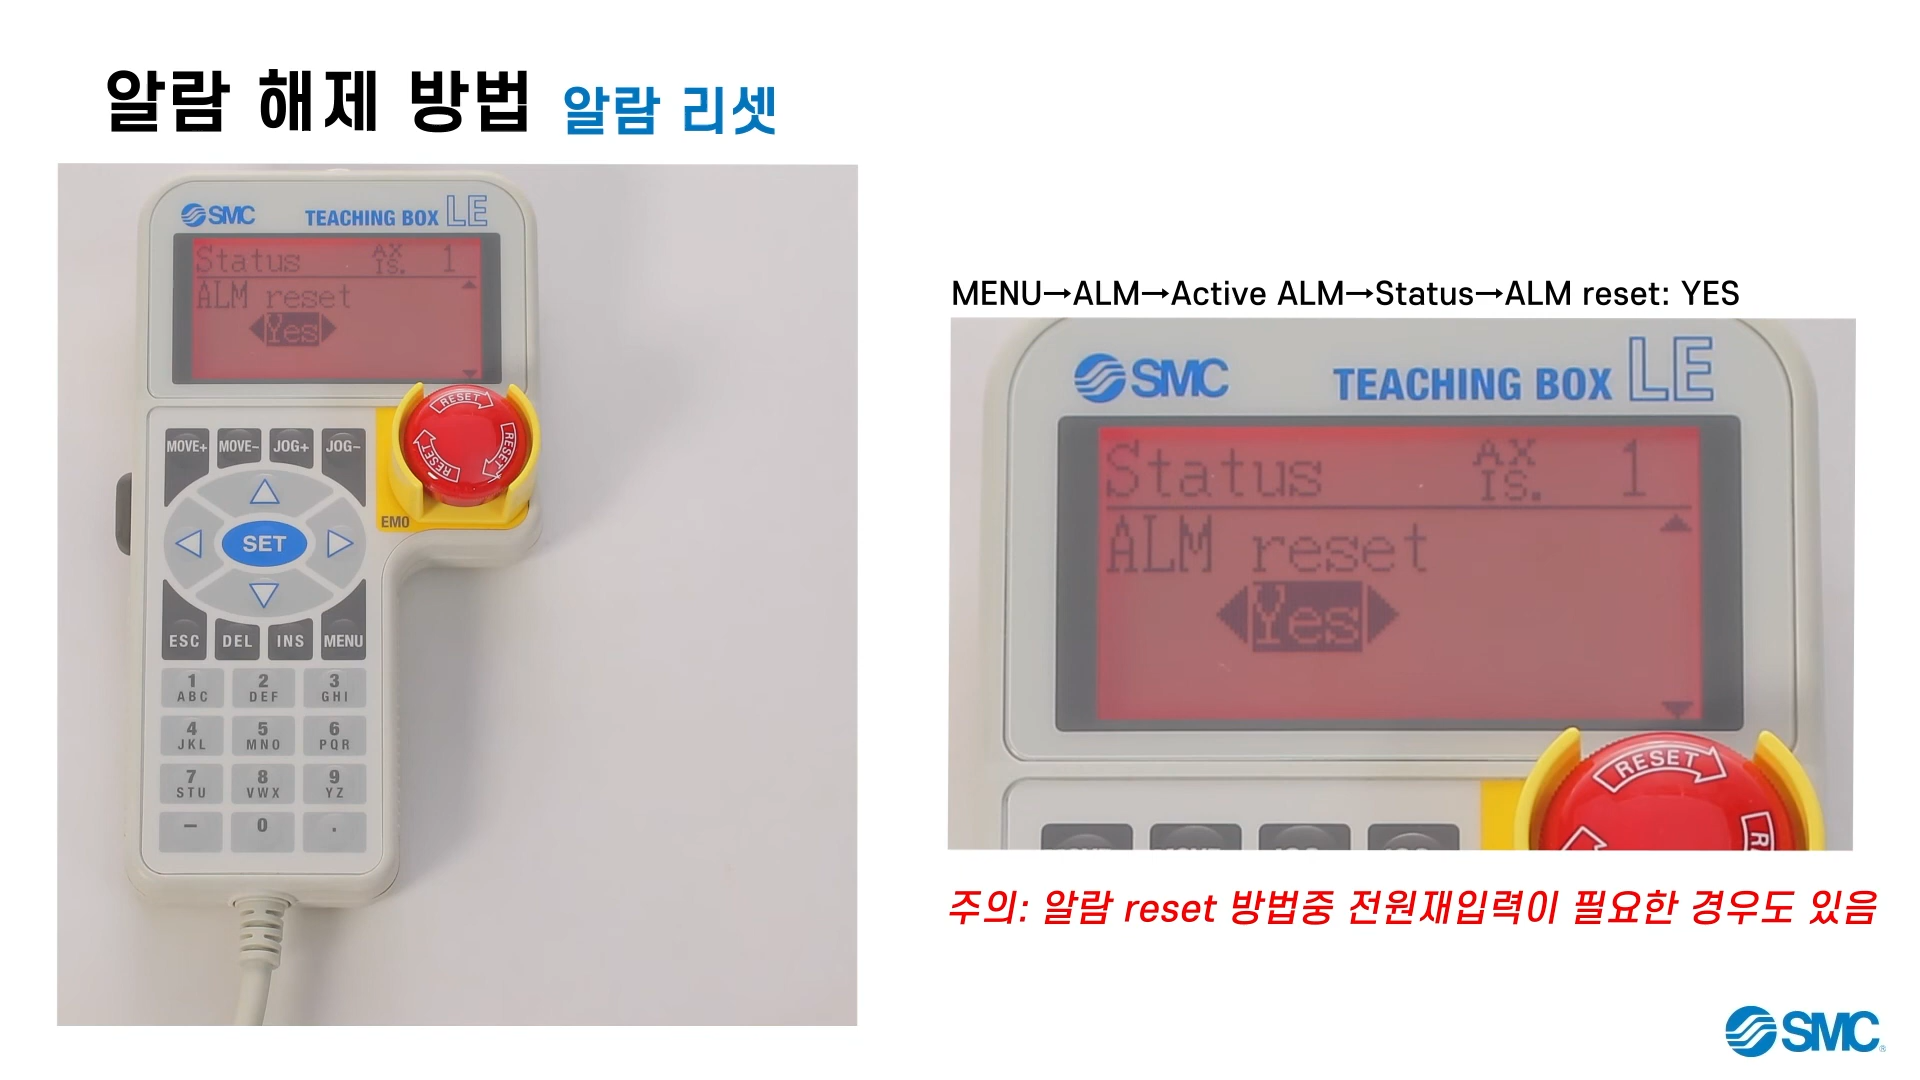 알람 해제 방법 알람 리셋
SMC TEACHING BOX LE
Status AXIS. 1
ALM reset
Yes
RESET
RESET
RESET
MOVE+ MOVE- JOG+ JOG-
EMO
SET
ESC DEL INS MENU
1 2 3
ABC DEF GHI
4 5 6
JKL MNO PQR
7 8 9
STU VWX YZ
- 0 .
MENU→ALM→Active ALM→Status→ALM reset: YES
SMC TEACHING BOX LE
Status AXIS. 1
ALM reset
Yes
RESET
주의: 알람 reset 방법중 전원재입력이 필요한 경우도 있음
SMC